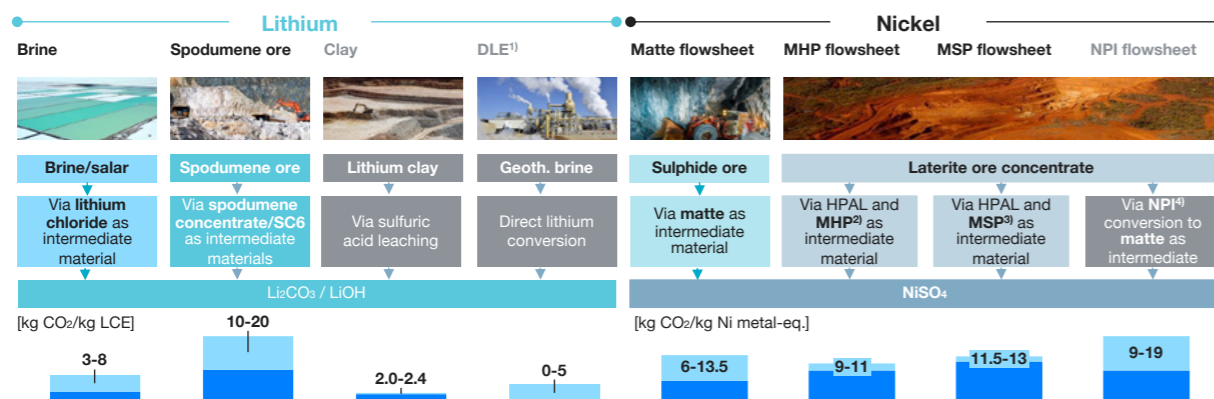 Lithium
Nickel
Brine
Spodumene ore
Clay
DLE1)
Matte flowsheet
MHP flowsheet
MSP flowsheet
NPI flowsheet
Brine/salar
Spodumene ore
Lithium clay
Geoth. brine
Sulphide ore
Laterite ore concentrate
Via lithium
chloride as
intermediate
material
Via spodumene
concentrate/SC6
as intermediate
materials
Via sulfuric
acid leaching
Direct lithium
conversion
Via matte as
intermediate
material
Via HPAL and
MHP2) as
intermediate
material
Via HPAL and
MSP3) as
intermediate
material
Via NPI4)
conversion to
matte as
intermediate
Li2CO3 / LiOH
NiSO4
[kg CO2/kg LCE]
[kg CO2/kg Ni metal-eq.]
3-8
10-20
2.0-2.4
0-5
6-13.5
9-11
11.5-13
9-19